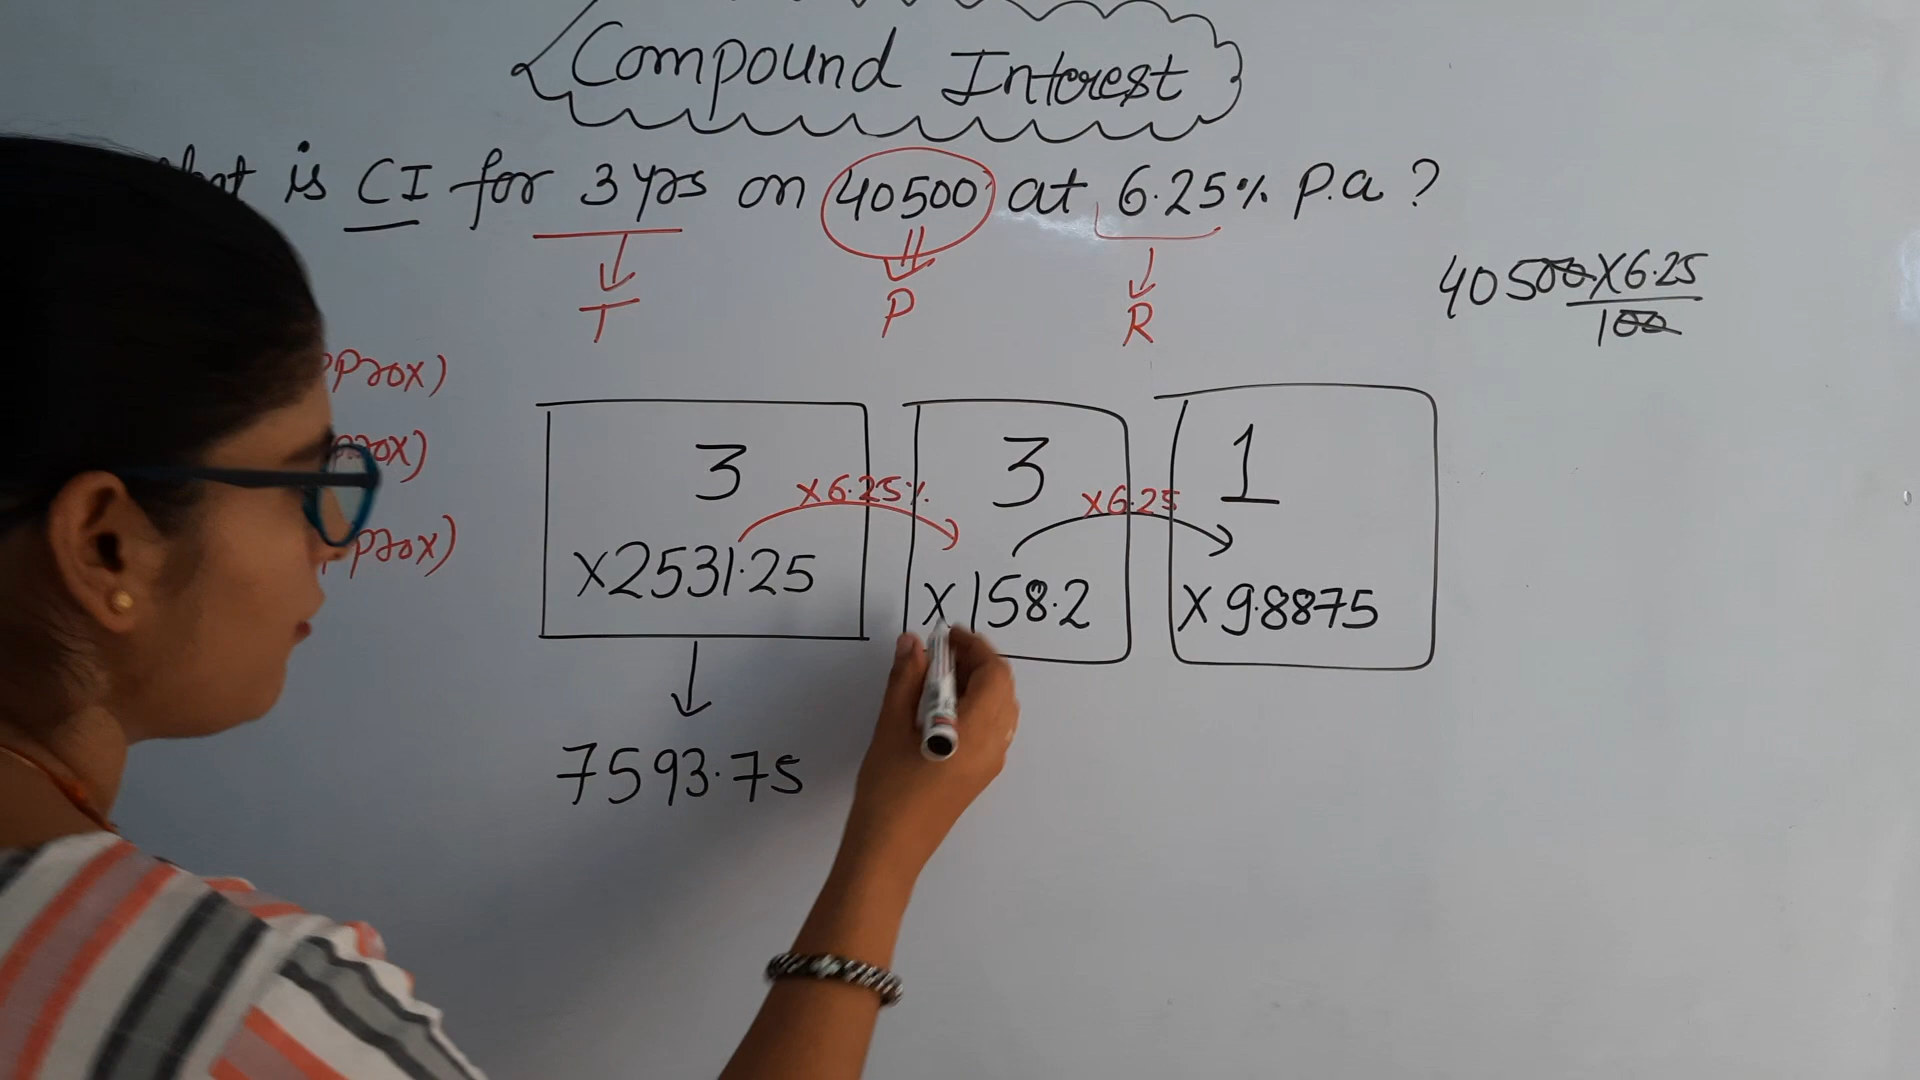 Compound Interest
is CI for 3 yrs on 40500 at 6.25% p.a ?
T P R
40500 X 6.25
100
3 3 1
X6.25% X6.25
X2531.25 X158.2 X9.8875
7593.75